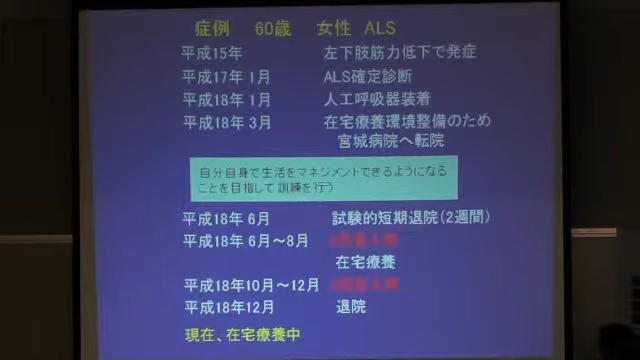 症例 60歳 女性 ALS
平成15年 左下肢筋力低下で発症
平成17年1月 ALS確定診断
平成18年1月 人工呼吸器装着
平成18年3月 在宅療養環境整備のため
宮城病院へ転院
自分自身で生活をマネジメントできるようになる
ことを目指して訓練を行う
平成18年6月 試験的短期退院(2週間)
平成18年6月〜8月
在宅療養
平成18年10月〜12月
平成18年12月 退院
現在、在宅療養中